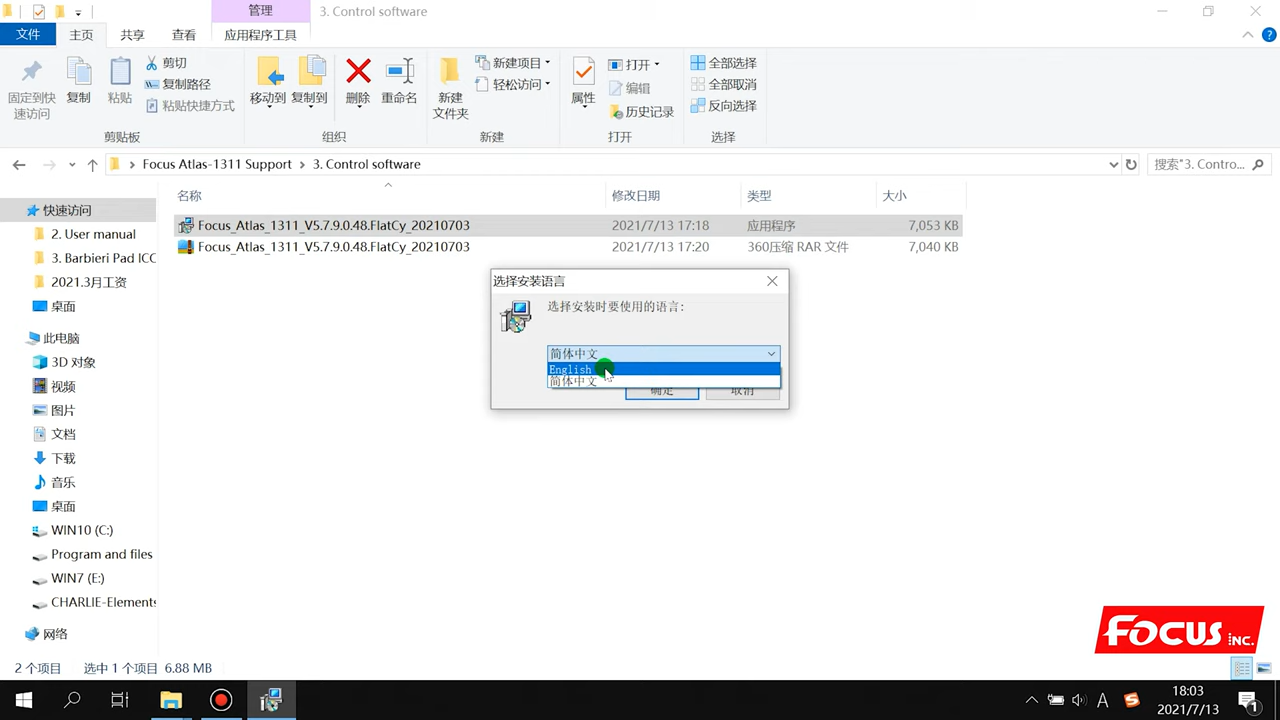 管理
3. Control software
文件
主页
共享
查看
应用程序工具
固定到快速访问
复制
粘贴
剪切
复制路径
粘贴快捷方式
剪贴板
移动到
复制到
删除
重命名
组织
新建
文件夹
新建项目
轻松访问
新建
属性
打开
编辑
历史记录
打开
全部选择
全部取消
反向选择
选择
Focus Atlas-1311 Support
3. Control software
搜索"3. Contro...
名称
修改日期
类型
大小
Focus_Atlas_1311_V5.7.9.0.48.FlatCy_20210703
2021/7/13 17:18
应用程序
7,053 KB
Focus_Atlas_1311_V5.7.9.0.48.FlatCy_20210703
2021/7/13 17:20
360压缩 RAR 文件
7,040 KB
快速访问
2. User manual
3. Barbieri Pad ICC
2021.3月工资
桌面
此电脑
3D 对象
视频
图片
文档
下载
音乐
桌面
WIN10 (C:)
Program and files
WIN7 (E:)
CHARLIE-Elements
网络
选择安装语言
选择安装时要使用的语言:
简体中文
English
简体中文
确定
取消
FOCUS INC.
2 个项目
选中 1 个项目 6.88 MB
A
18:03
2021/7/13
1